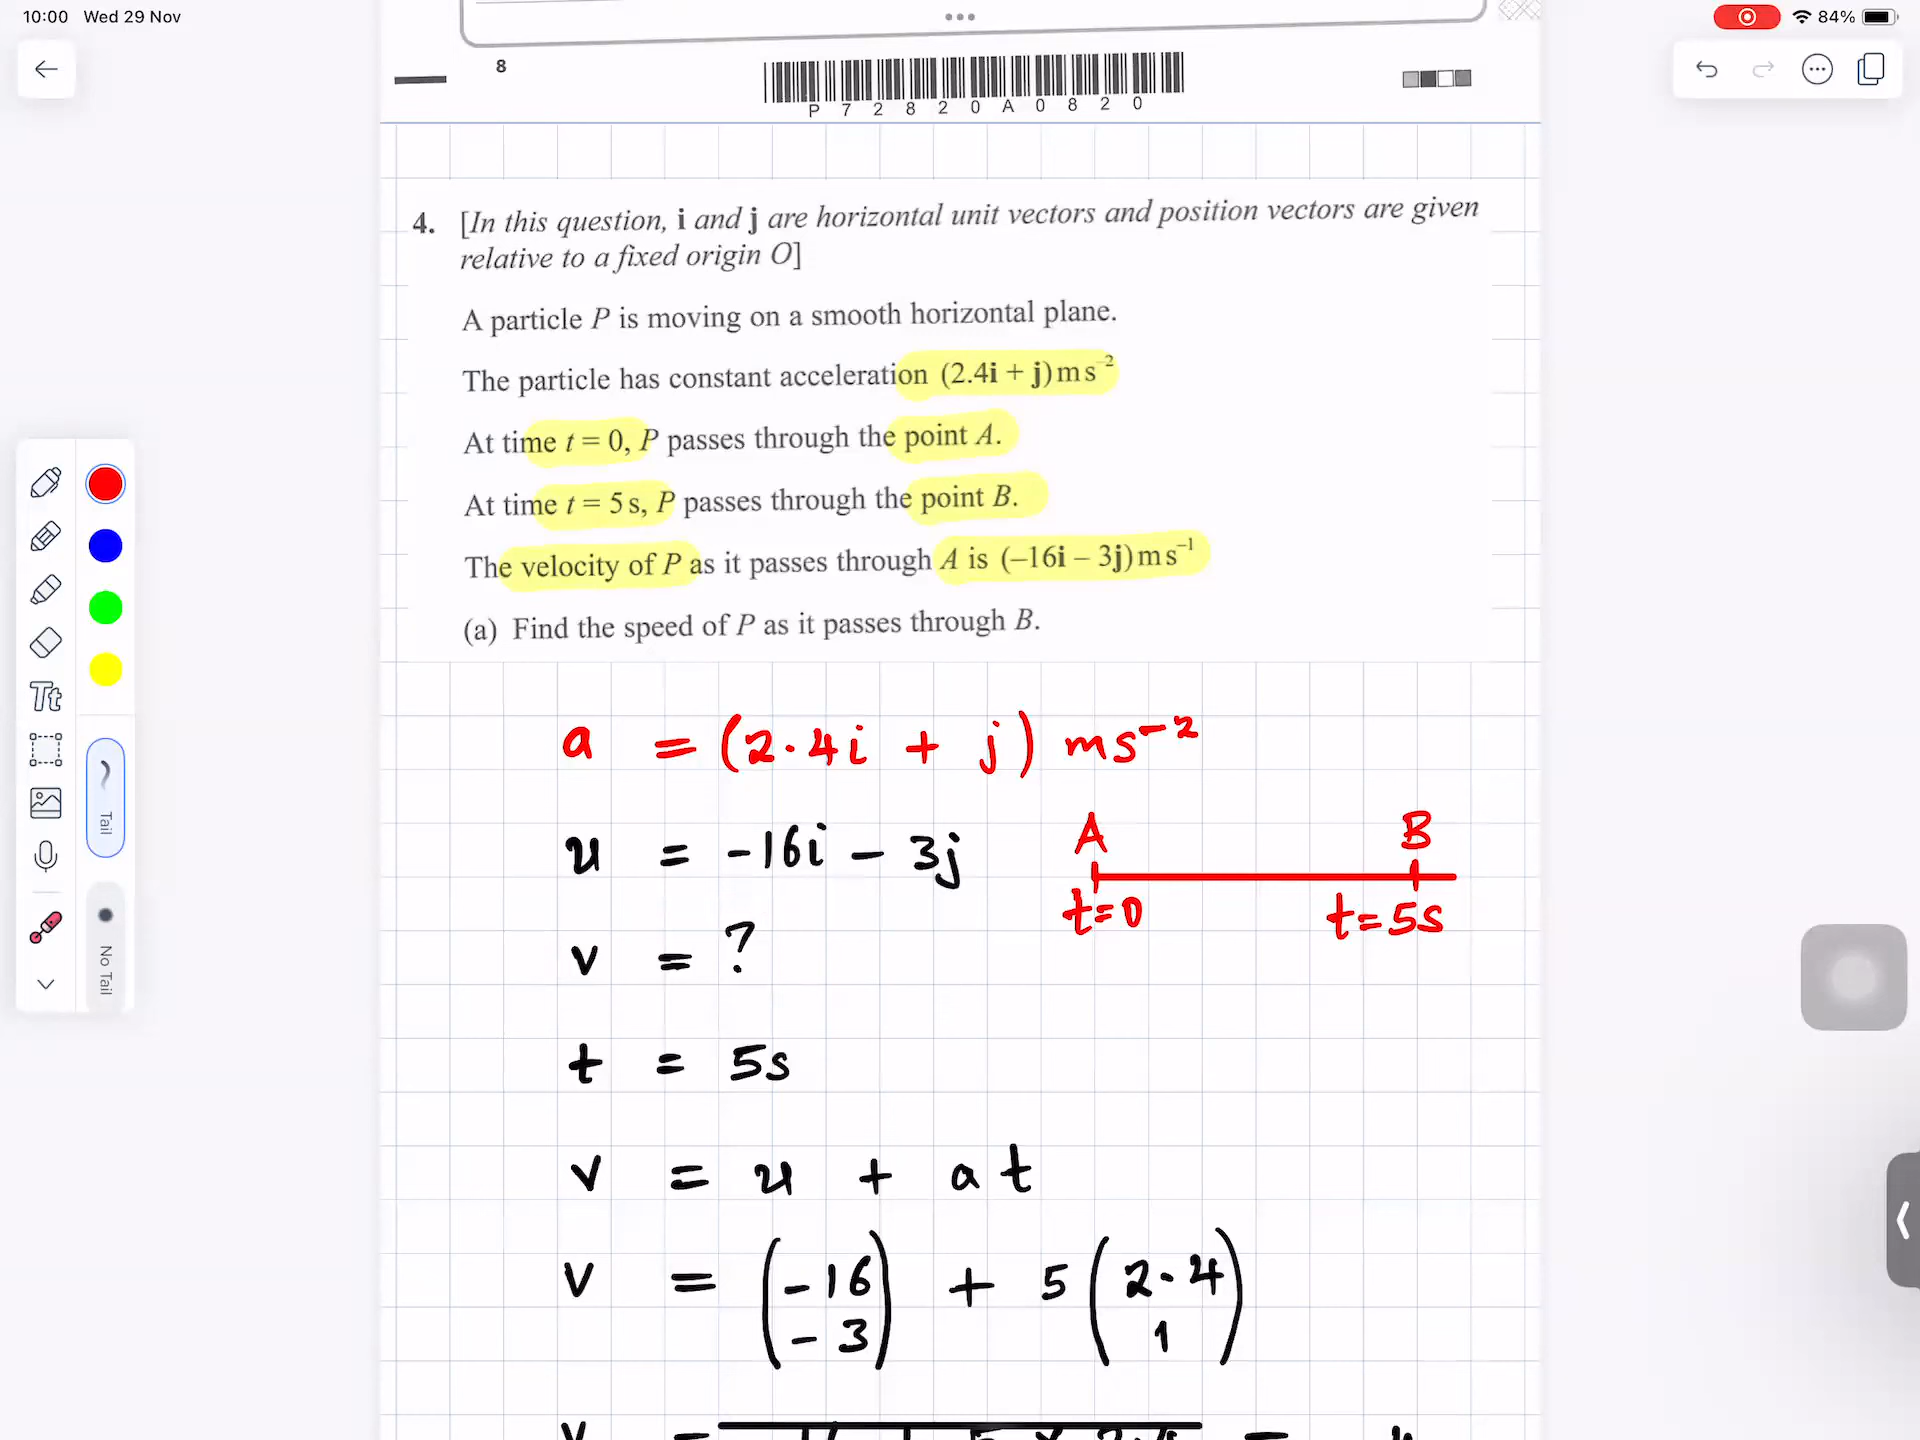 10:00 Wed 29 Nov
84%
8
P 7 2 8 2 0 A 0 8 2 0
4. [In this question, i and j are horizontal unit vectors and position vectors are given
relative to a fixed origin O]
A particle P is moving on a smooth horizontal plane.
The particle has constant acceleration (2.4i + j) m s⁻²
At time t = 0, P passes through the point A.
At time t = 5 s, P passes through the point B.
The velocity of P as it passes through A is (–16i – 3j) m s⁻¹
(a) Find the speed of P as it passes through B.
Tt
Tail
No Tail
a = (2.4i + j) ms⁻²
u = -16i - 3j
A B
t=0 t=5s
v = ?
t = 5s
v = u + at
v = (-16 -3) + 5 (2.4 1)